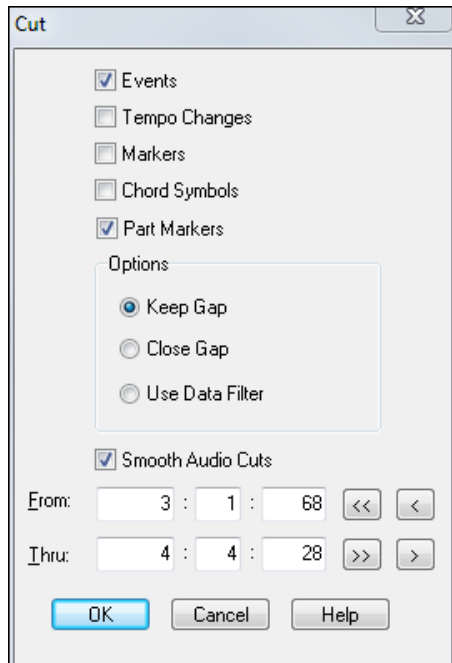 Cut
Events
Tempo Changes
Markers
Chord Symbols
Part Markers
Options
Keep Gap
Close Gap
Use Data Filter
Smooth Audio Cuts
From: 3 : 1 : 68 << <
Thru: 4 : 4 : 28 >> >
OK Cancel Help